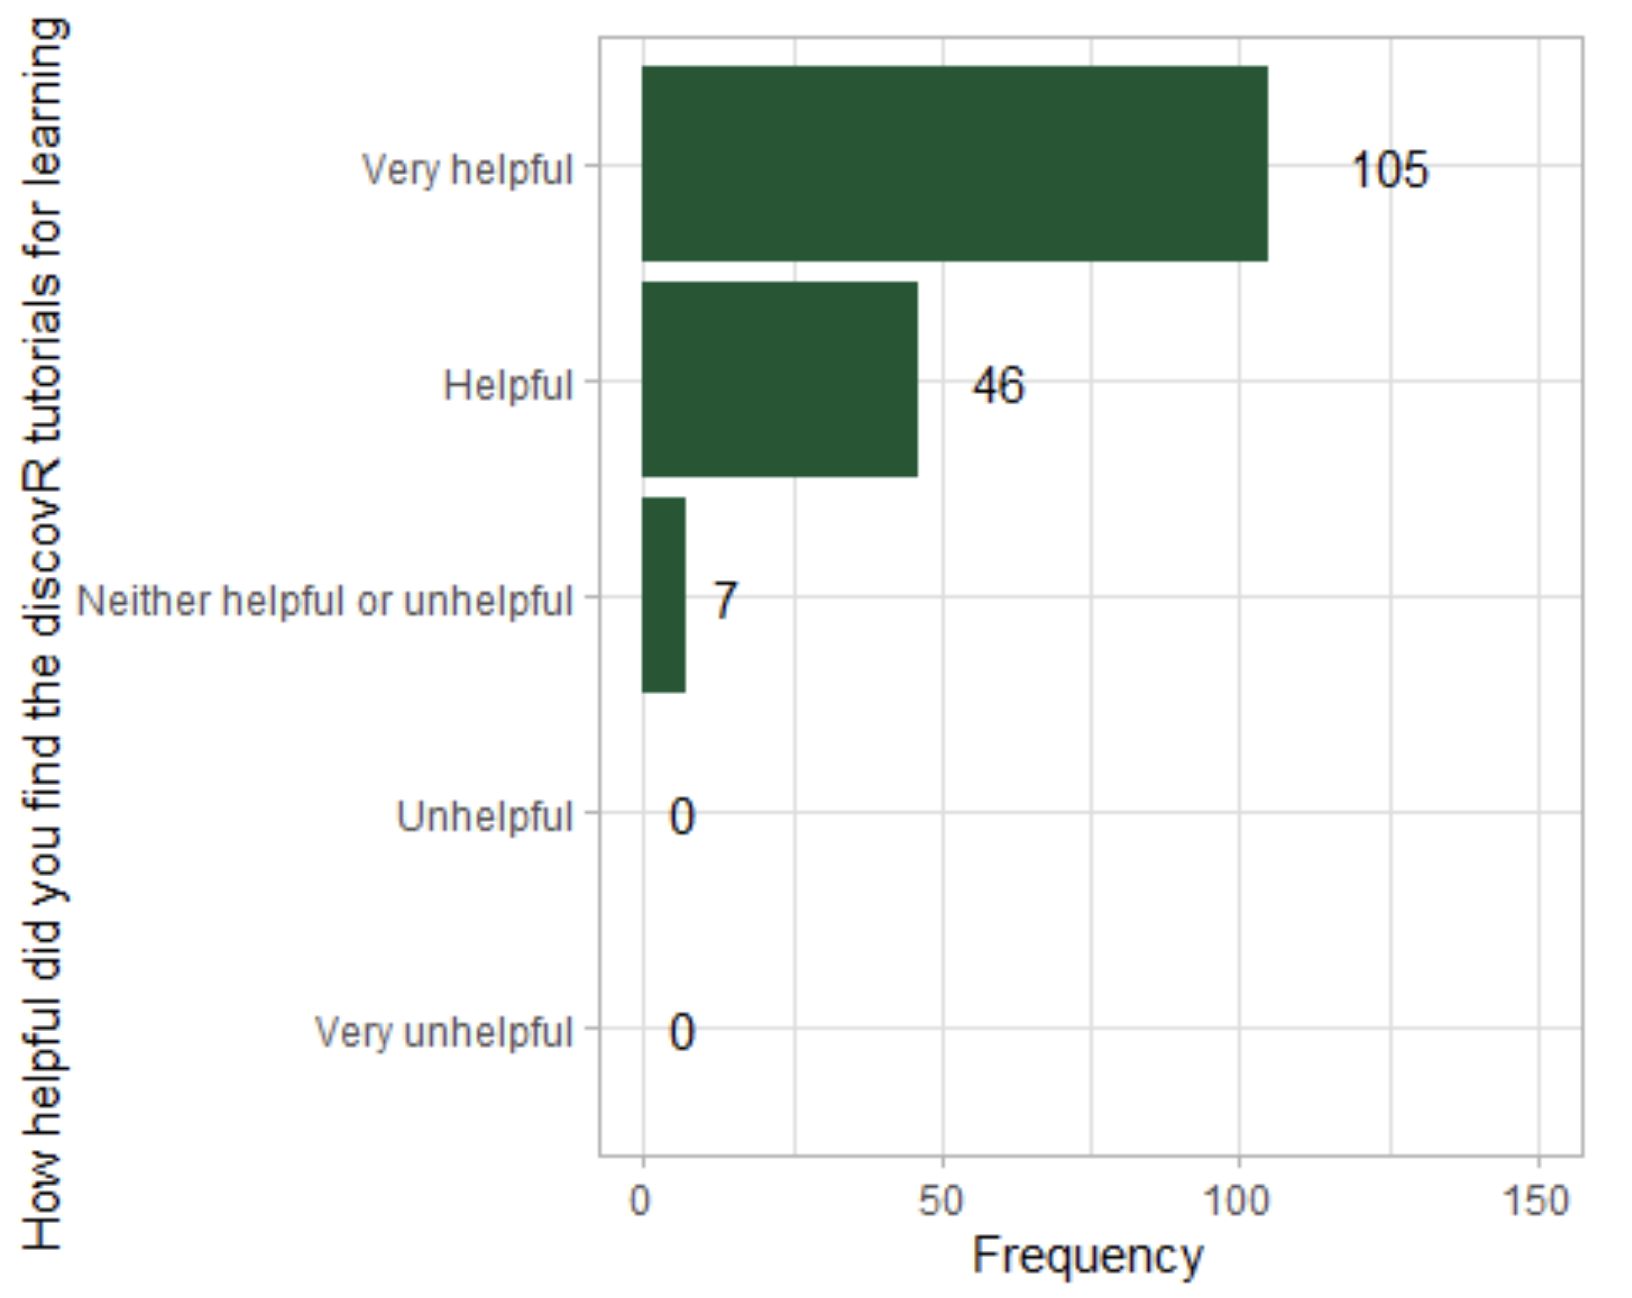 How helpful did you find the discovR tutorials for learning
Very helpful
105
Helpful
46
Neither helpful or unhelpful
7
Unhelpful
0
Very unhelpful
0
0 50 100 150
Frequency